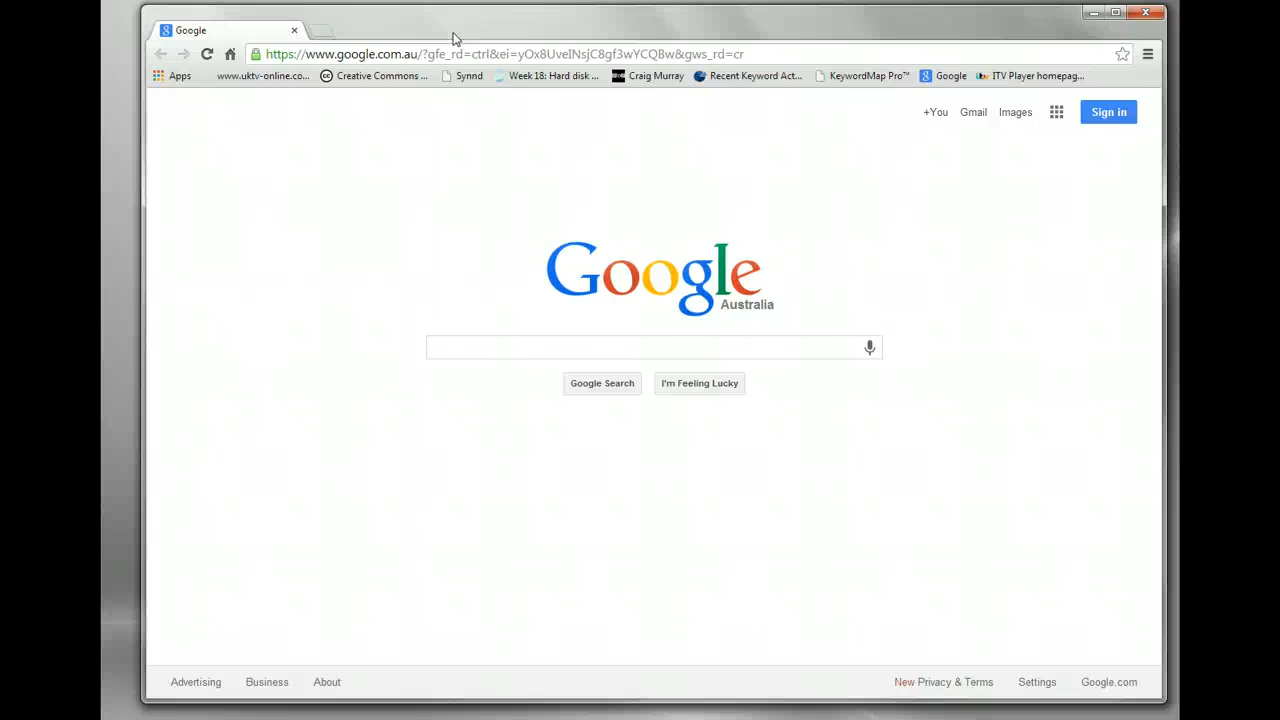 Google
https://www.google.com.au/?gfe_rd=ctrl&ei=yOx8UveINsjC8gf3wYCQBw&gws_rd=cr
Apps www.uktv-online.co... Creative Commons ... Synnd Week 18: Hard disk ... Craig Murray Recent Keyword Act... KeywordMap Pro™ Google ITV Player homepag...
+You Gmail Images Sign in
Google
Australia
Google Search I'm Feeling Lucky
Advertising Business About New Privacy & Terms Settings Google.com